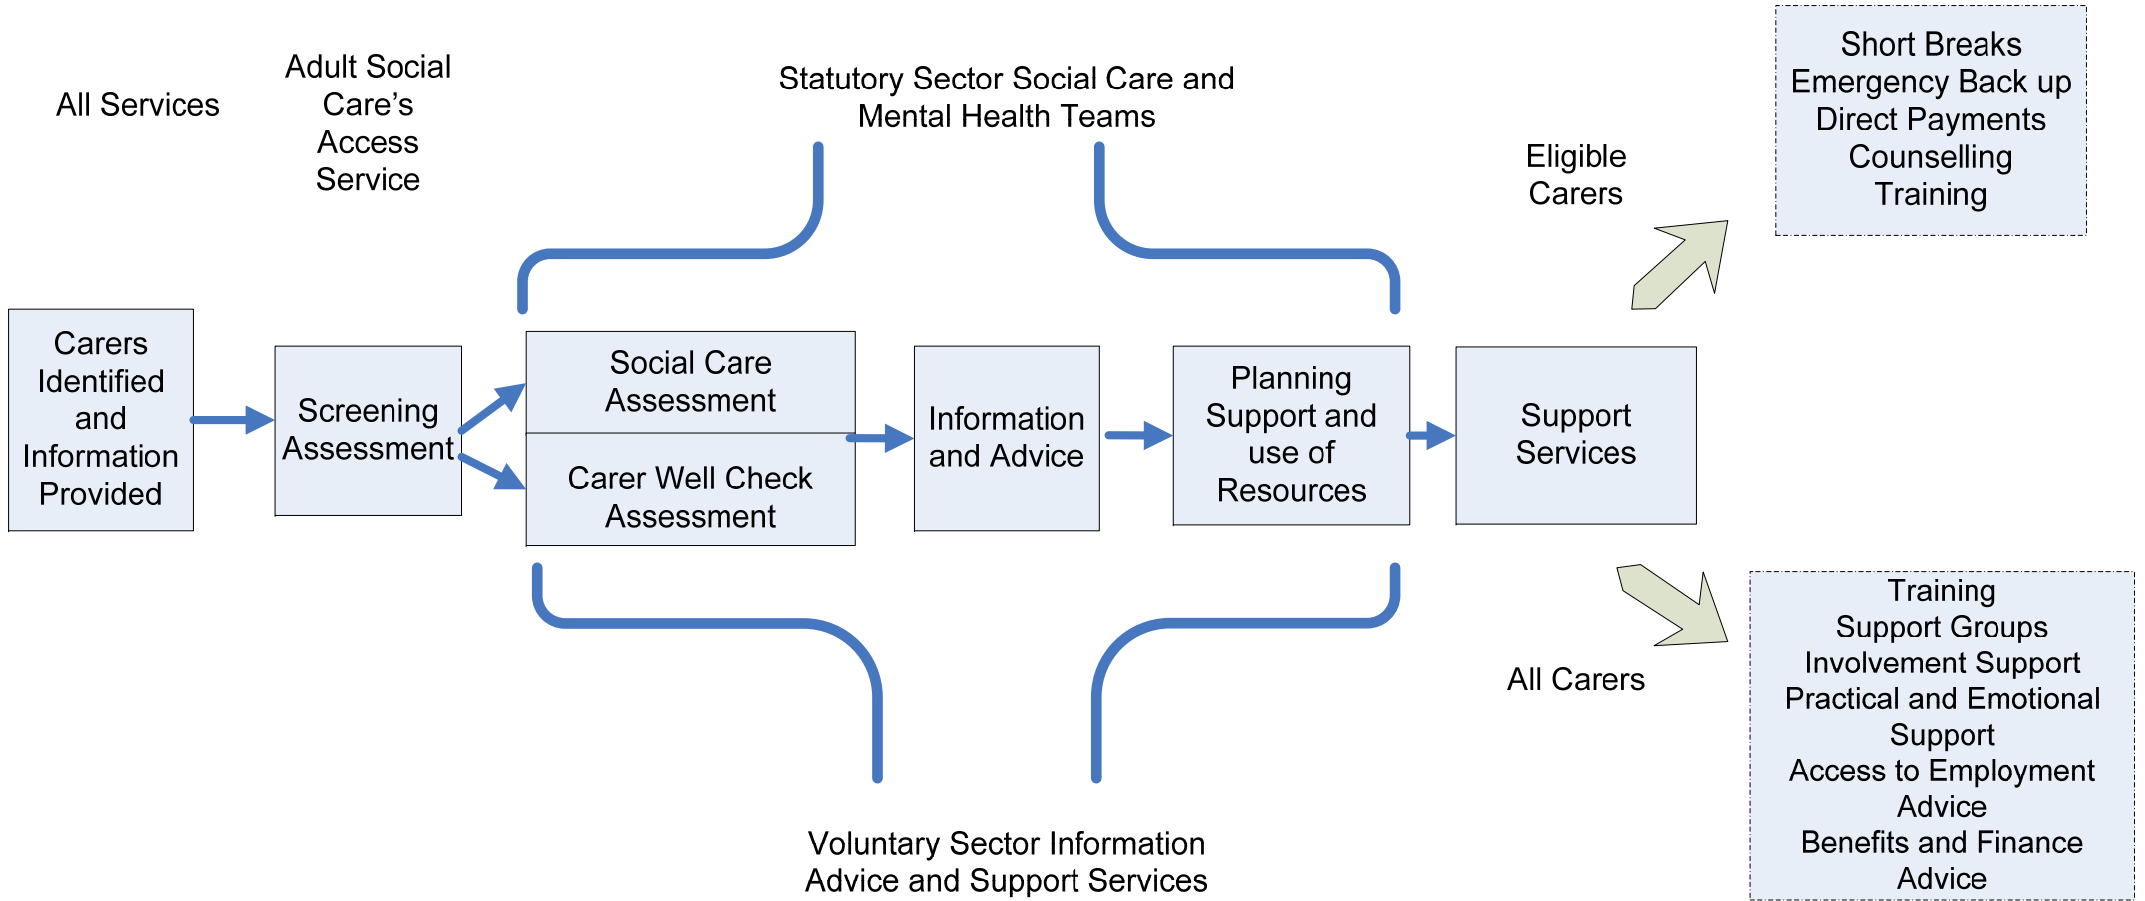 All Services
Adult Social
Care's
Access
Service
Statutory Sector Social Care and
Mental Health Teams
Eligible
Carers
Short Breaks
Emergency Back up
Direct Payments
Counselling
Training
Carers
Identified
and
Information
Provided
Screening
Assessment
Social Care
Assessment
Carer Well Check
Assessment
Information
and Advice
Planning
Support and
use of
Resources
Support
Services
All Carers
Training
Support Groups
Involvement Support
Practical and Emotional
Support
Access to Employment
Advice
Benefits and Finance
Advice
Voluntary Sector Information
Advice and Support Services